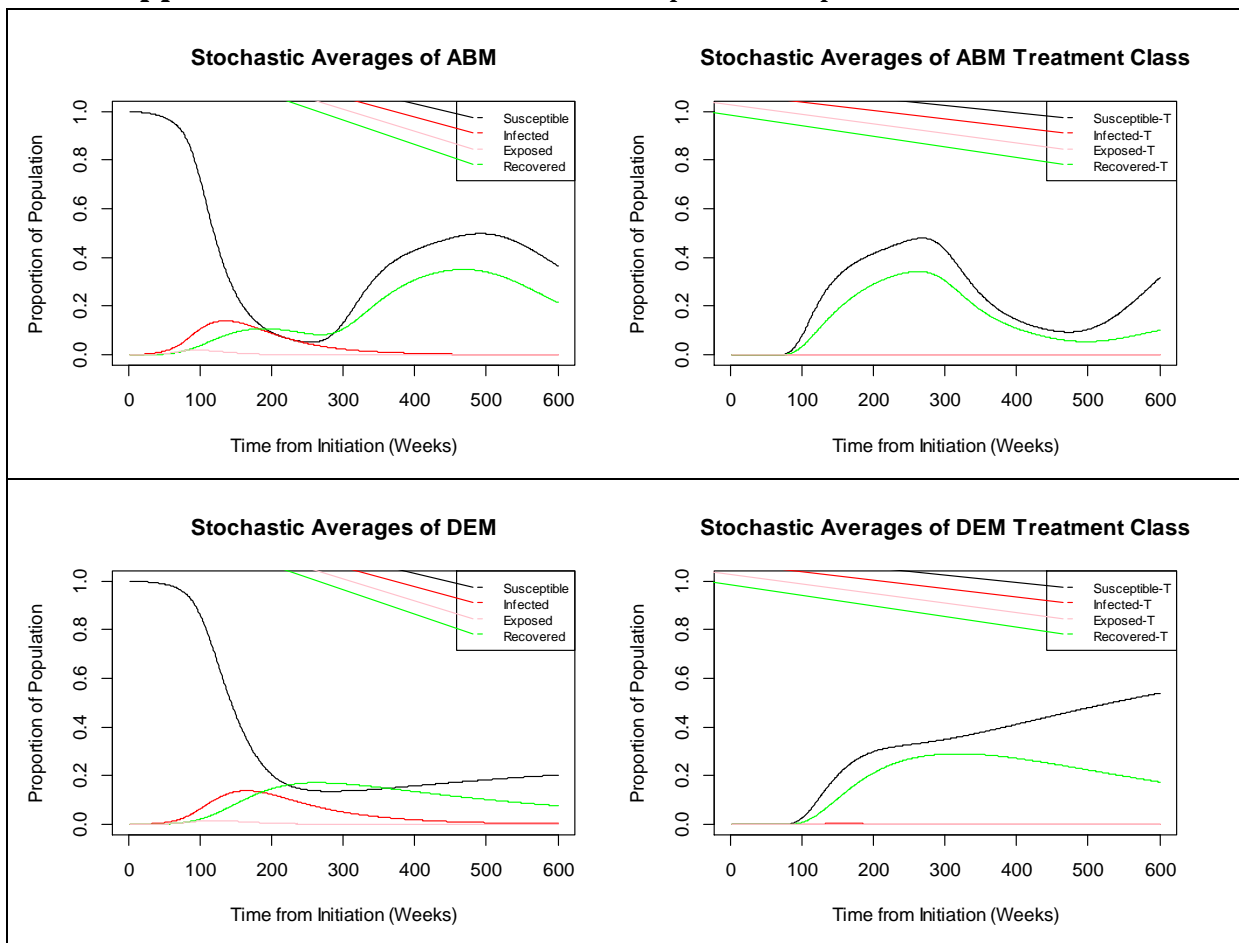 Stochastic Averages of ABM
Proportion of Population
1.0
0.8
0.6
0.4
0.2
0.0
Susceptible
Infected
Exposed
Recovered
0 100 200 300 400 500 600
Time from Initiation (Weeks)
Stochastic Averages of ABM Treatment Class
Proportion of Population
1.0
0.8
0.6
0.4
0.2
0.0
Susceptible-T
Infected-T
Exposed-T
Recovered-T
0 100 200 300 400 500 600
Time from Initiation (Weeks)
Stochastic Averages of DEM
Proportion of Population
1.0
0.8
0.6
0.4
0.2
0.0
Susceptible
Infected
Exposed
Recovered
0 100 200 300 400 500 600
Time from Initiation (Weeks)
Stochastic Averages of DEM Treatment Class
Proportion of Population
1.0
0.8
0.6
0.4
0.2
0.0
Susceptible-T
Infected-T
Exposed-T
Recovered-T
0 100 200 300 400 500 600
Time from Initiation (Weeks)